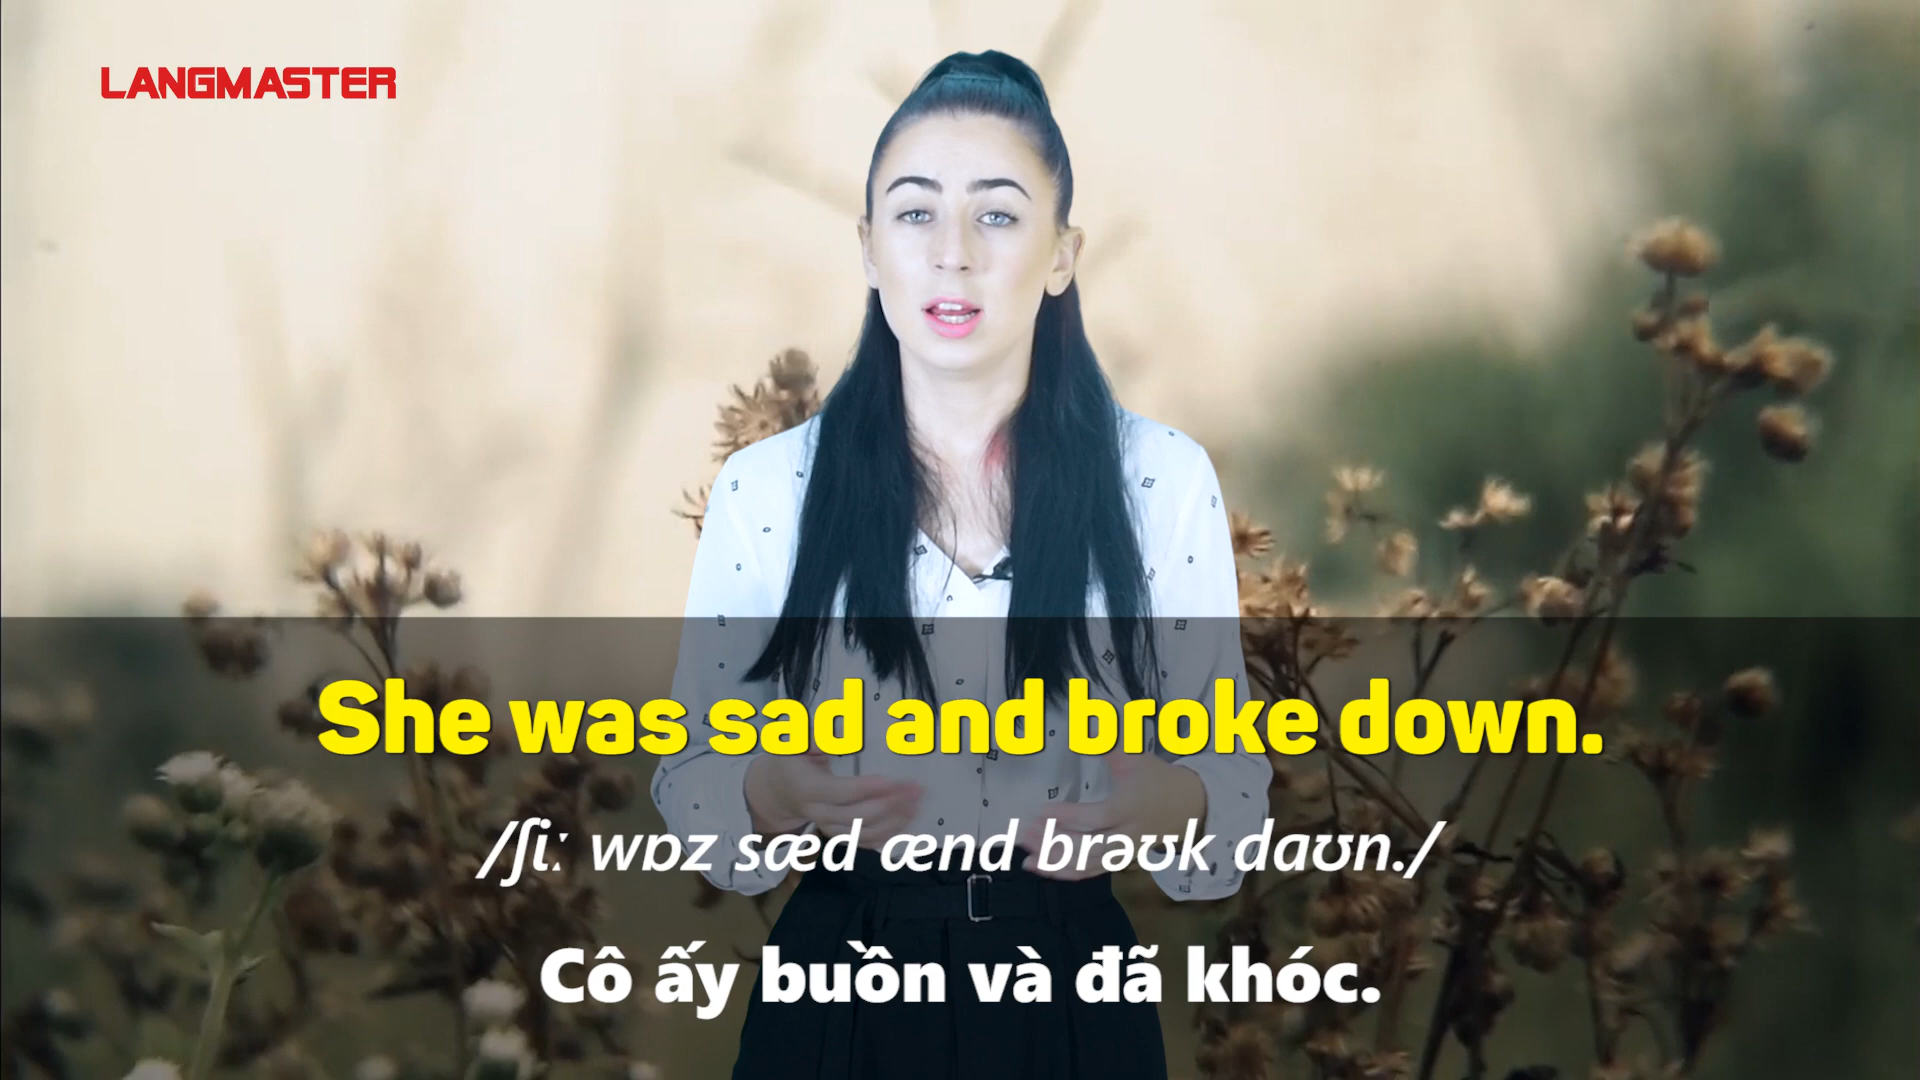 LANGMASTER
She was sad and broke down.
/ʃiː wɒz sæd ænd brəʊk daʊn./
Cô ấy buồn và đã khóc.